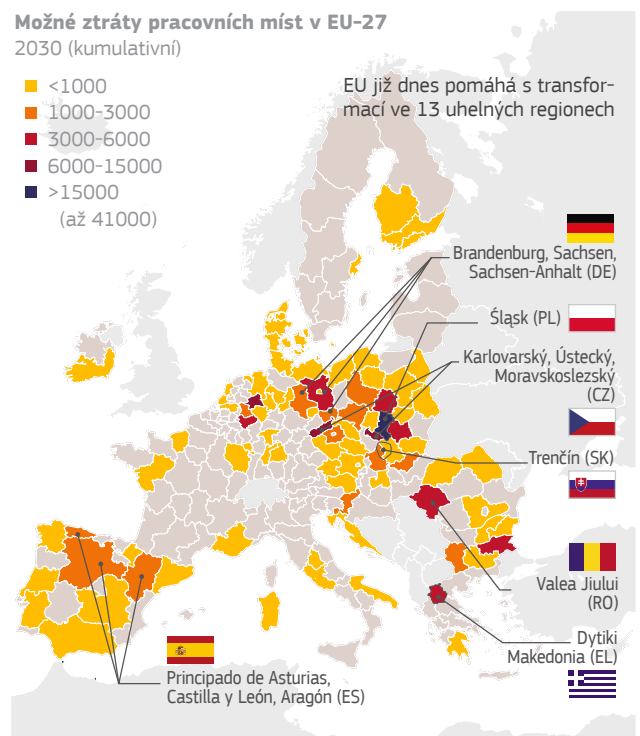 Možné ztráty pracovních míst v EU-27
2030 (kumulativní)
<1000
1000-3000
3000-6000
6000-15000
>15000
(až 41000)
EU již dnes pomáhá s transfor-
mací ve 13 uhelných regionech
Brandenburg, Sachsen,
Sachsen-Anhalt (DE)
Śląsk (PL)
Karlovarský, Ústecký,
Moravskoslezský
(CZ)
Trenčín (SK)
Valea Jiului
(RO)
Dytiki
Makedonia (EL)
Principado de Asturias,
Castilla y León, Aragón (ES)